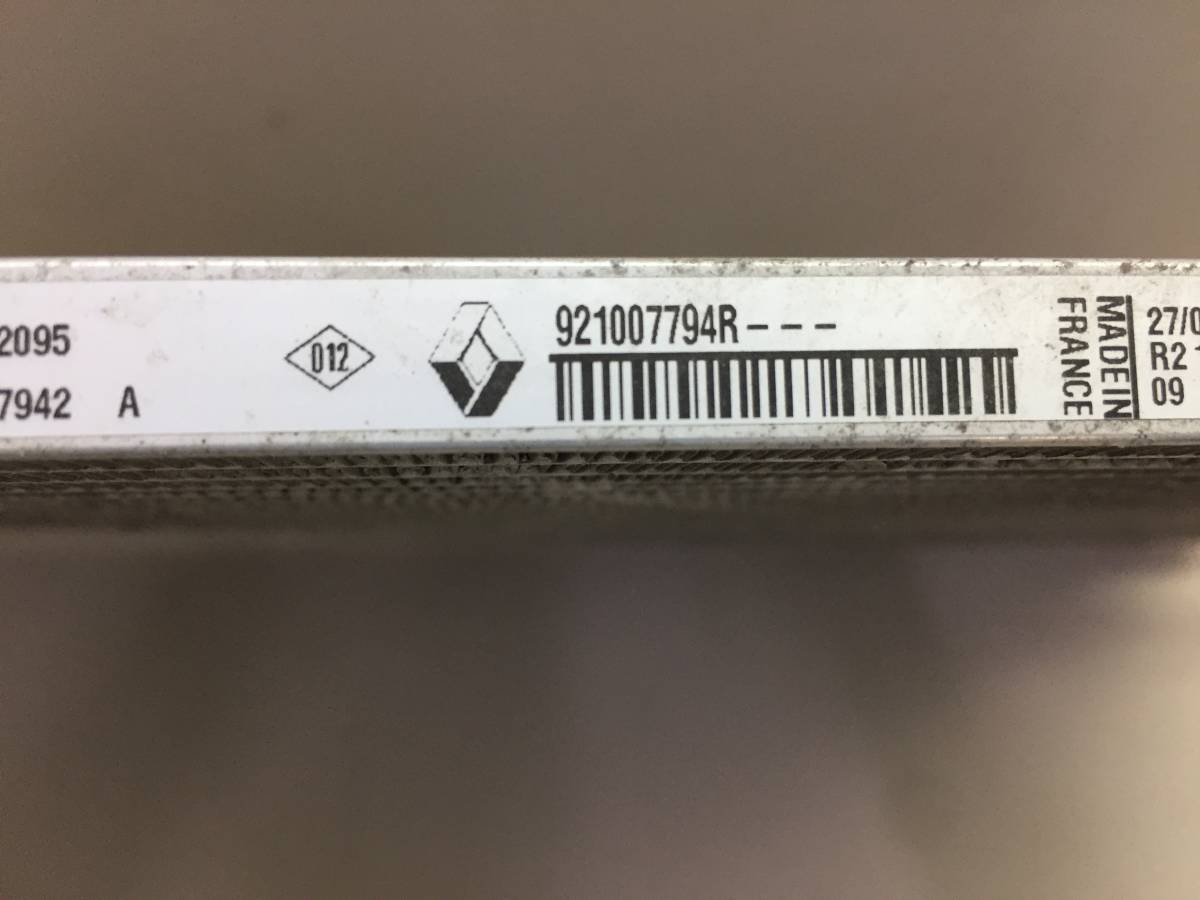 2095
7942 A
012
921007794R---
MADE IN
FRANCE
27/0
R2
09